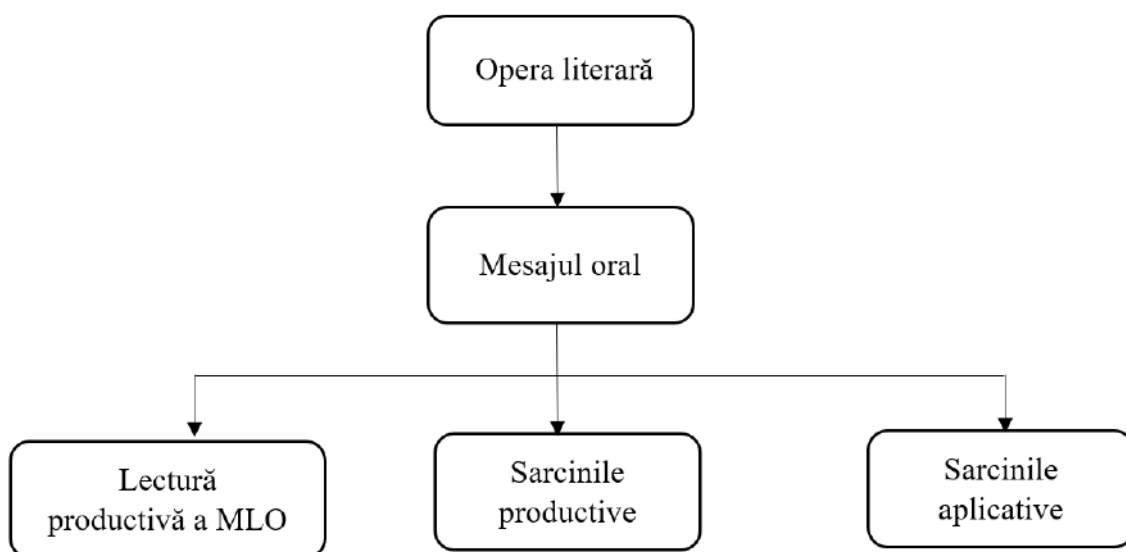 Opera literară
Mesajul oral
Lectură
productivă a MLO
Sarcinile
productive
Sarcinile
aplicative